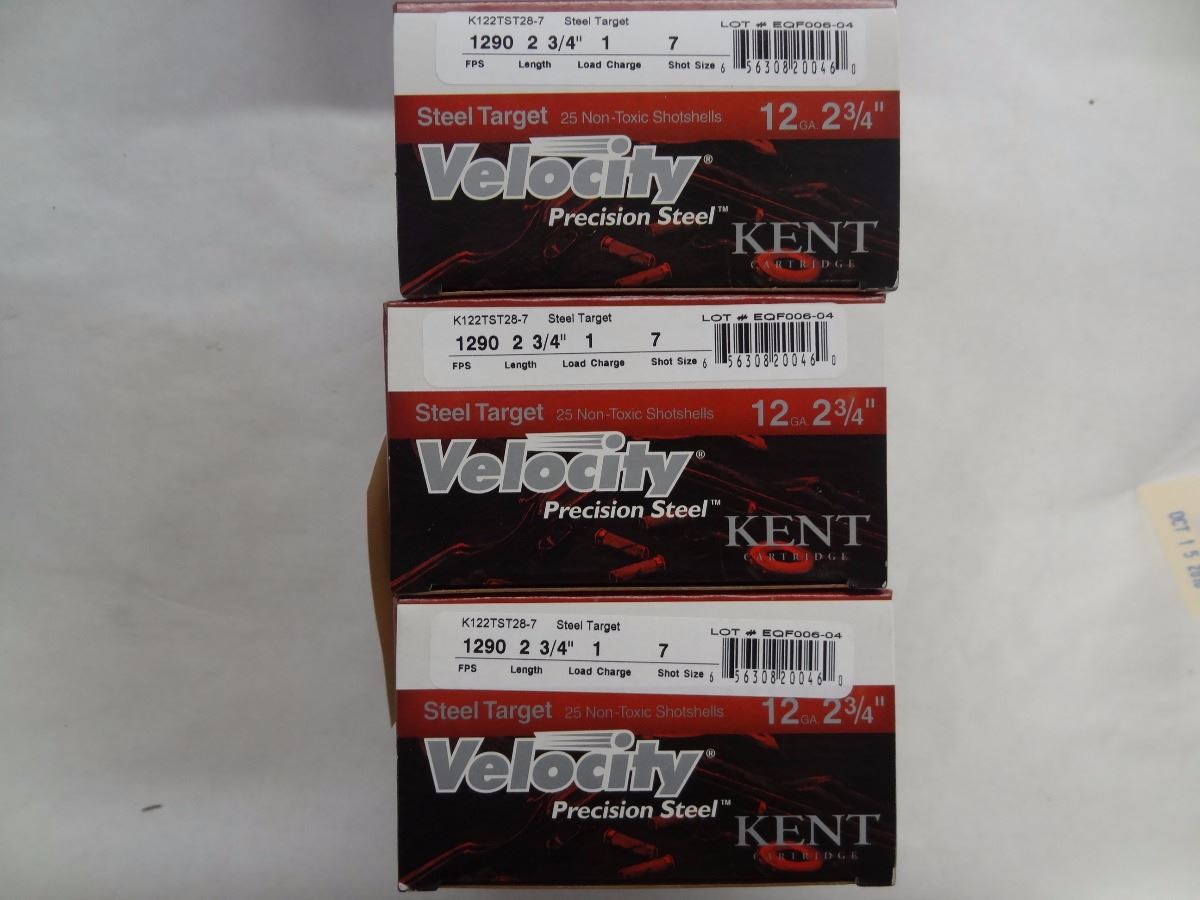 K122TST28-7 Steel Target LOT # EQF006-04
1290 2 3/4" 1 7
FPS Length Load Charge Shot Size 6 56308 20046 0
Steel Target 25 Non-Toxic Shotshells 12 GA. 2 3/4"
Velocity®
Precision Steel™
KENT
CARTRIDGE
K122TST28-7 Steel Target LOT # EQF006-04
1290 2 3/4" 1 7
FPS Length Load Charge Shot Size 6 56308 20046 0
Steel Target 25 Non-Toxic Shotshells 12 GA. 2 3/4"
Velocity®
Precision Steel™
KENT
CARTRIDGE
OCT 15
K122TST28-7 Steel Target LOT # EQF006-04
1290 2 3/4" 1 7
FPS Length Load Charge Shot Size 6 56308 20046 0
Steel Target 25 Non-Toxic Shotshells 12 GA. 2 3/4"
Velocity®
Precision Steel™
KENT
CARTRIDGE